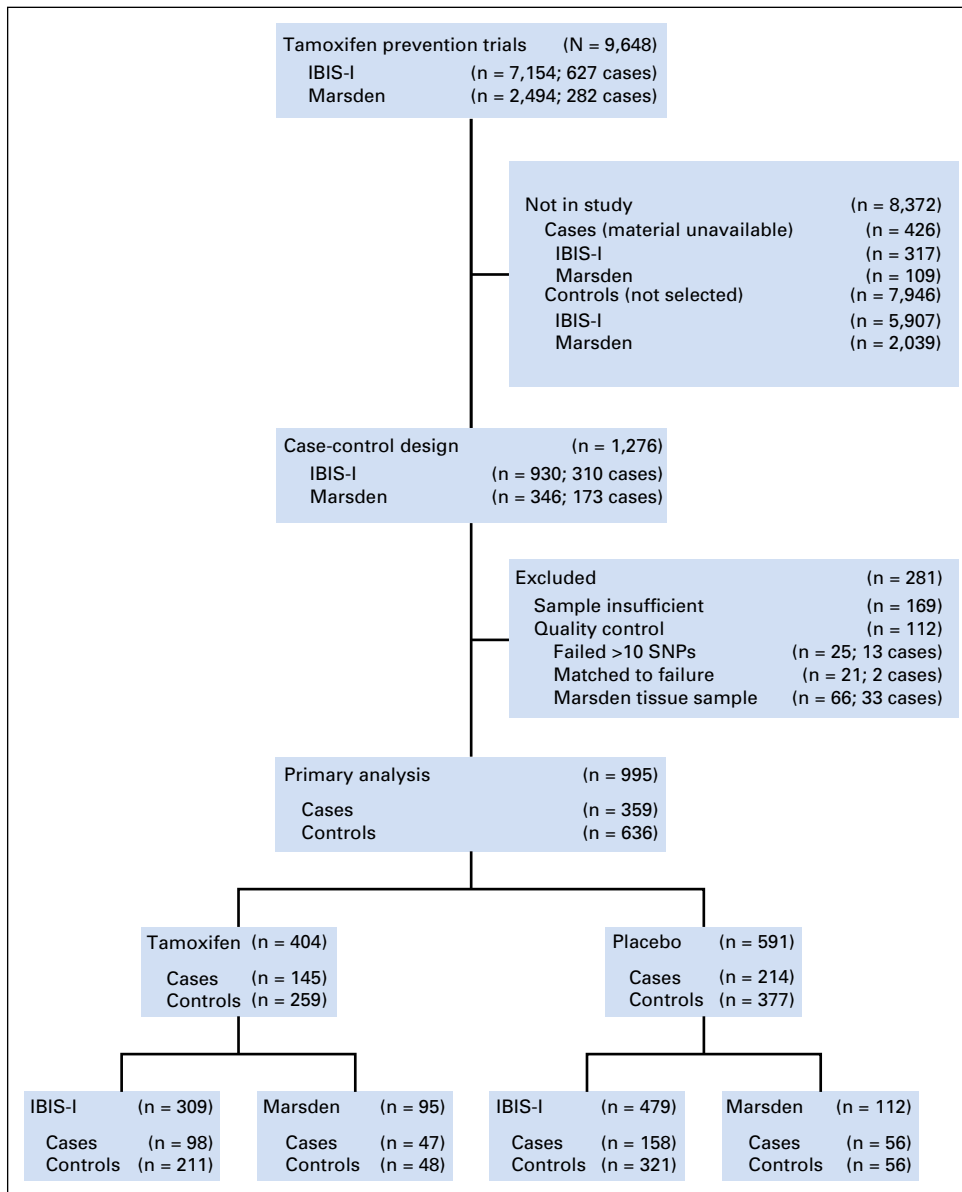 Tamoxifen prevention trials (N = 9,648)
IBIS-I (n = 7,154; 627 cases)
Marsden (n = 2,494; 282 cases)
Not in study (n = 8,372)
Cases (material unavailable) (n = 426)
IBIS-I (n = 317)
Marsden (n = 109)
Controls (not selected) (n = 7,946)
IBIS-I (n = 5,907)
Marsden (n = 2,039)
Case-control design (n = 1,276)
IBIS-I (n = 930; 310 cases)
Marsden (n = 346; 173 cases)
Excluded (n = 281)
Sample insufficient (n = 169)
Quality control (n = 112)
Failed >10 SNPs (n = 25; 13 cases)
Matched to failure (n = 21; 2 cases)
Marsden tissue sample (n = 66; 33 cases)
Primary analysis (n = 995)
Cases (n = 359)
Controls (n = 636)
Tamoxifen (n = 404)
Cases (n = 145)
Controls (n = 259)
Placebo (n = 591)
Cases (n = 214)
Controls (n = 377)
IBIS-I (n = 309)
Cases (n = 98)
Controls (n = 211)
Marsden (n = 95)
Cases (n = 47)
Controls (n = 48)
IBIS-I (n = 479)
Cases (n = 158)
Controls (n = 321)
Marsden (n = 112)
Cases (n = 56)
Controls (n = 56)